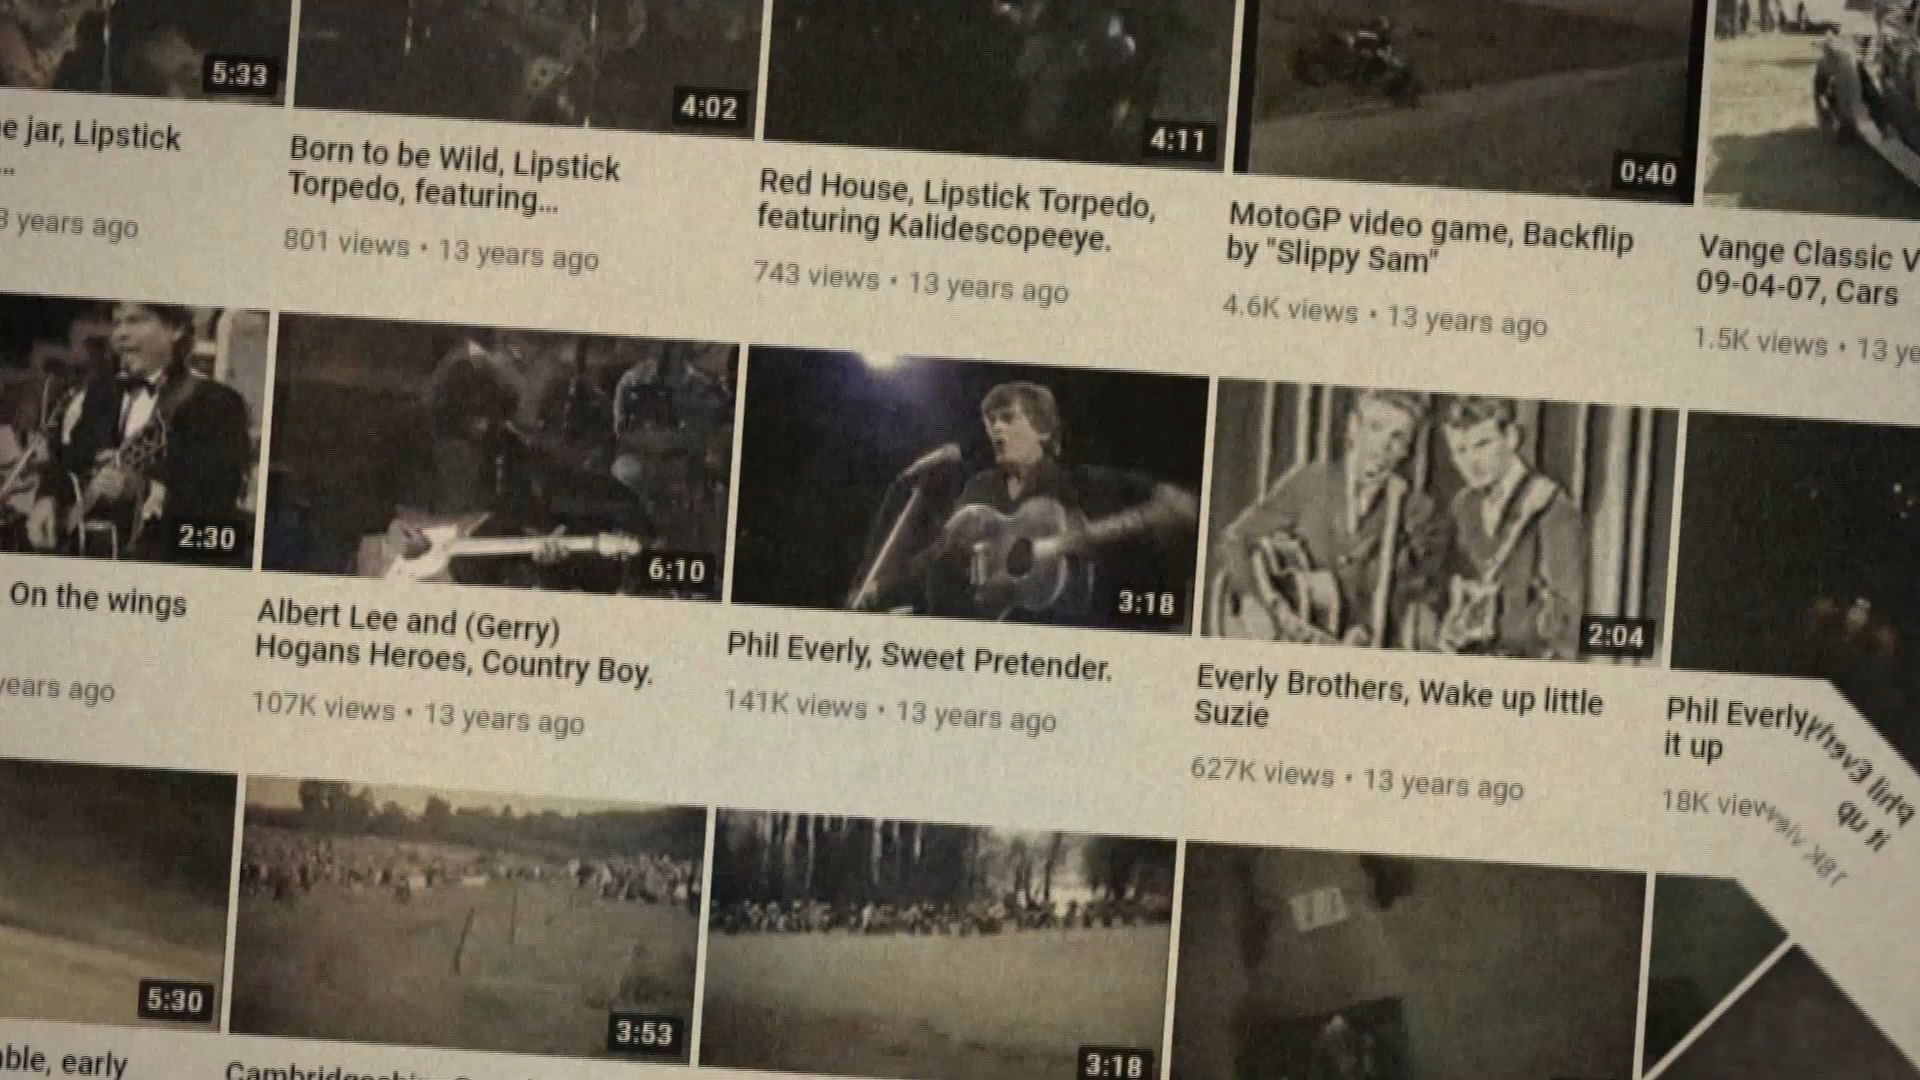 5:33
4:02
4:11
0:40
e jar, Lipstick
...
years ago
Born to be Wild, Lipstick
Torpedo, featuring...
801 views • 13 years ago
Red House, Lipstick Torpedo,
featuring Kalidescopeeye.
743 views • 13 years ago
MotoGP video game, Backflip
by "Slippy Sam"
4.6K views • 13 years ago
Vange Classic V
09-04-07, Cars
1.5K views • 13 ye
2:30
6:10
3:18
2:04
On the wings
years ago
Albert Lee and (Gerry)
Hogans Heroes, Country Boy.
107K views • 13 years ago
Phil Everly, Sweet Pretender.
141K views • 13 years ago
Everly Brothers, Wake up little
Suzie
627K views • 13 years ago
Phil Everly
it up
18K view
5:30
3:53
3:18
ble, early